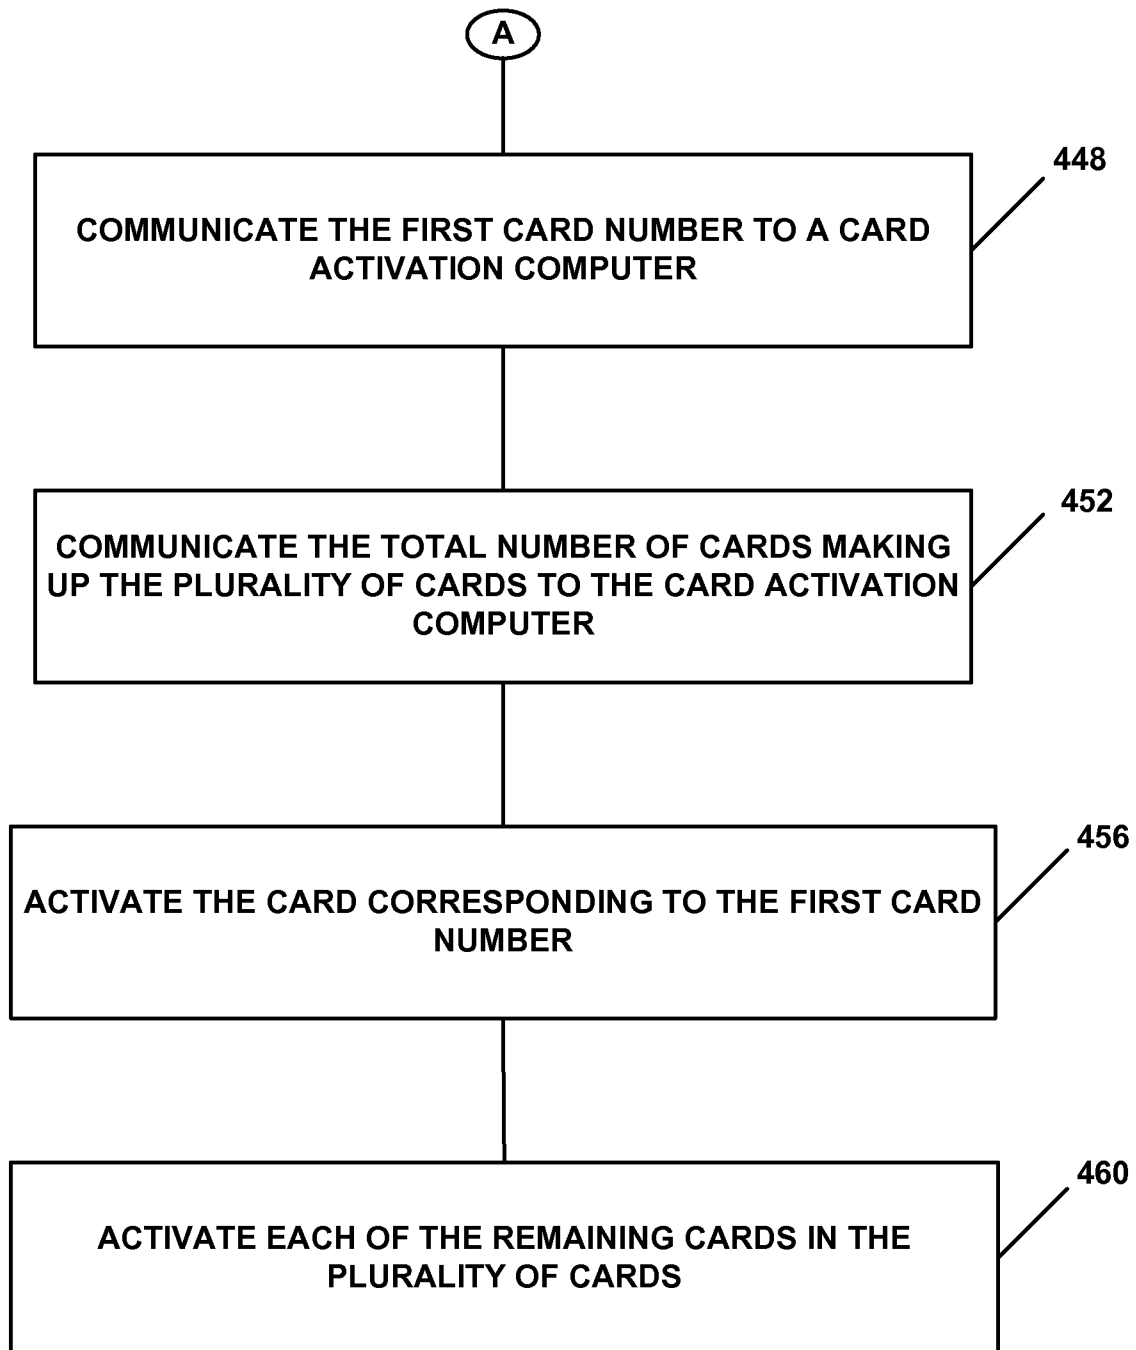 A
448
COMMUNICATE THE FIRST CARD NUMBER TO A CARD
ACTIVATION COMPUTER
452
COMMUNICATE THE TOTAL NUMBER OF CARDS MAKING
UP THE PLURALITY OF CARDS TO THE CARD ACTIVATION
COMPUTER
456
ACTIVATE THE CARD CORRESPONDING TO THE FIRST CARD
NUMBER
460
ACTIVATE EACH OF THE REMAINING CARDS IN THE
PLURALITY OF CARDS